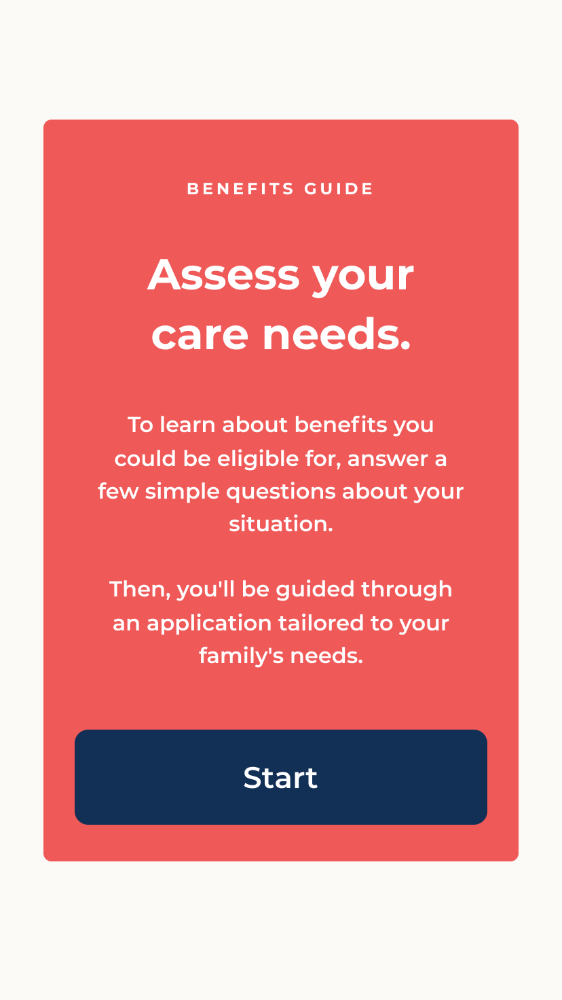 BENEFITS GUIDE
Assess your
care needs.
To learn about benefits you
could be eligible for, answer a
few simple questions about your
situation.
Then, you'll be guided through
an application tailored to your
family's needs.
Start